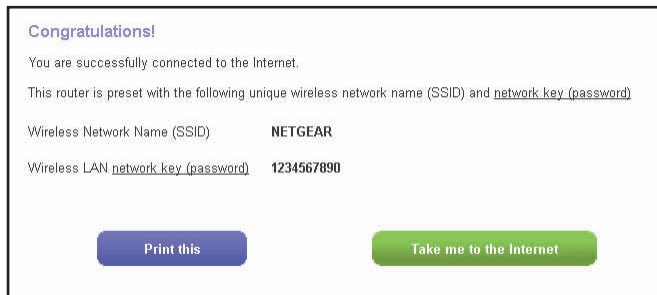 Congratulations!
You are successfully connected to the Internet.
This router is preset with the following unique wireless network name (SSID) and network key (password)
Wireless Network Name (SSID) NETGEAR
Wireless LAN network key (password) 1234567890
Print this Take me to the Internet